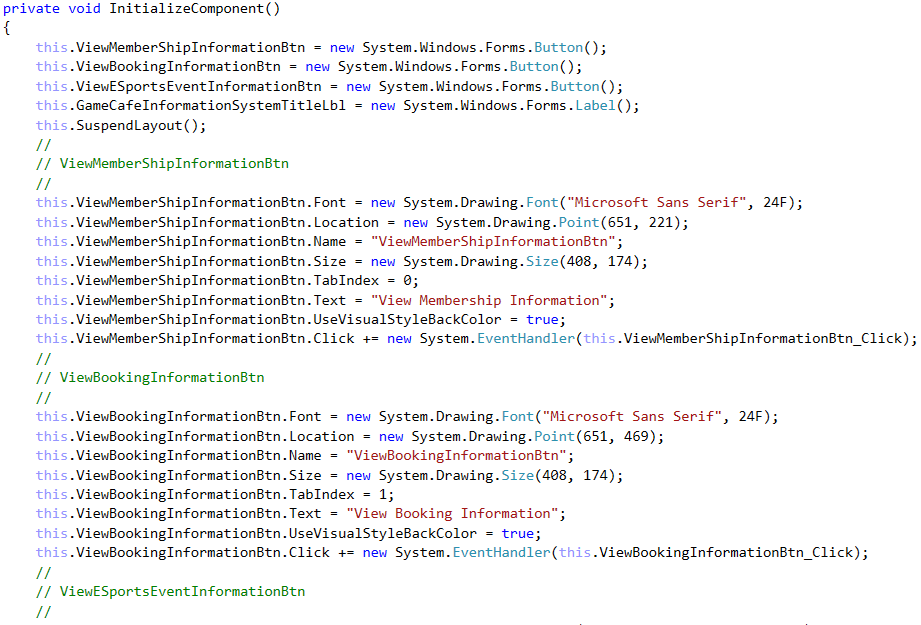 private void InitializeComponent()
{
this.ViewMemberShipInformationBtn = new System.Windows.Forms.Button();
this.ViewBookingInformationBtn = new System.Windows.Forms.Button();
this.ViewESportsEventInformationBtn = new System.Windows.Forms.Button();
this.GameCafeInformationSystemTitleLbl = new System.Windows.Forms.Label();
this.SuspendLayout();
//
// ViewMemberShipInformationBtn
//
this.ViewMemberShipInformationBtn.Font = new System.Drawing.Font("Microsoft Sans Serif", 24F);
this.ViewMemberShipInformationBtn.Location = new System.Drawing.Point(651, 221);
this.ViewMemberShipInformationBtn.Name = "ViewMemberShipInformationBtn";
this.ViewMemberShipInformationBtn.Size = new System.Drawing.Size(408, 174);
this.ViewMemberShipInformationBtn.TabIndex = 0;
this.ViewMemberShipInformationBtn.Text = "View Membership Information";
this.ViewMemberShipInformationBtn.UseVisualStyleBackColor = true;
this.ViewMemberShipInformationBtn.Click += new System.EventHandler(this.ViewMemberShipInformationBtn_Click);
//
// ViewBookingInformationBtn
//
this.ViewBookingInformationBtn.Font = new System.Drawing.Font("Microsoft Sans Serif", 24F);
this.ViewBookingInformationBtn.Location = new System.Drawing.Point(651, 469);
this.ViewBookingInformationBtn.Name = "ViewBookingInformationBtn";
this.ViewBookingInformationBtn.Size = new System.Drawing.Size(408, 174);
this.ViewBookingInformationBtn.TabIndex = 1;
this.ViewBookingInformationBtn.Text = "View Booking Information";
this.ViewBookingInformationBtn.UseVisualStyleBackColor = true;
this.ViewBookingInformationBtn.Click += new System.EventHandler(this.ViewBookingInformationBtn_Click);
//
// ViewESportsEventInformationBtn
//